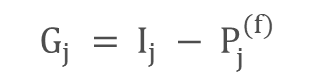 Gⱼ = Iⱼ − Pⱼ⁽ᶠ⁾